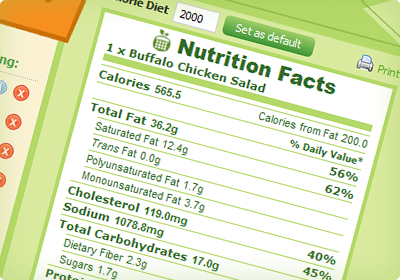 alorie Diet 2000 Set as default
ng:
Print
Nutrition Facts
1 x Buffalo Chicken Salad
Calories 565.5 Calories from Fat 200.0
% Daily Value*
Total Fat 36.2g 56%
Saturated Fat 12.4g 62%
Trans Fat 0.0g
Polyunsaturated Fat 1.7g
Monounsaturated Fat 3.7g
Cholesterol 119.0mg 40%
Sodium 1078.8mg 45%
Total Carbohydrates 17.0g
Dietary Fiber 2.3g
Sugars 1.7g
Protein